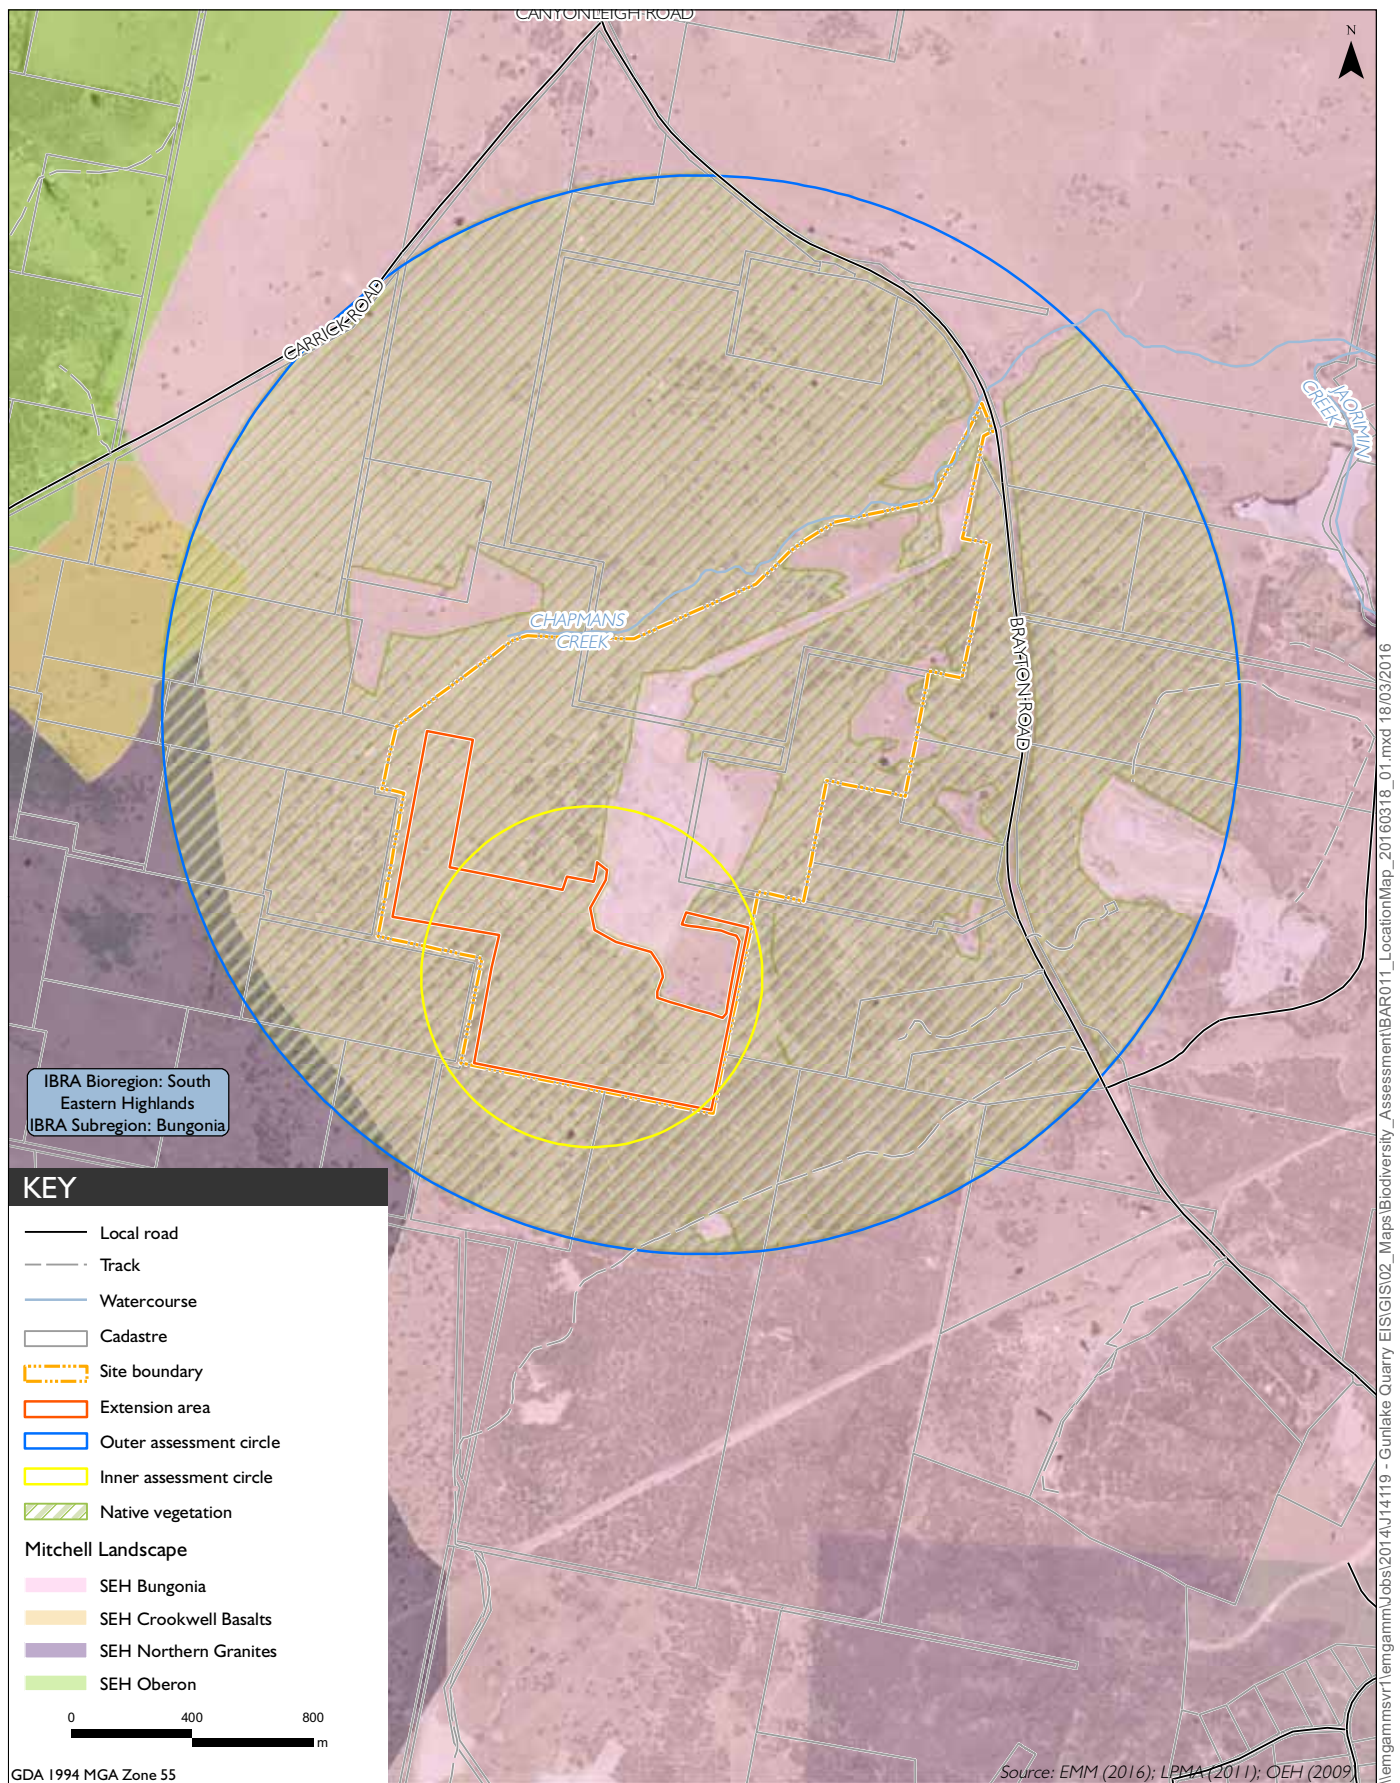 CANYONLEIGH ROAD
N
CARRICK ROAD
JAORIMIN
CREEK
CHAPMANS
CREEK
BRAYTON ROAD
IBRA Bioregion: South
Eastern Highlands
IBRA Subregion: Bungonia
KEY
Local road
Track
Watercourse
Cadastre
Site boundary
Extension area
Outer assessment circle
Inner assessment circle
Native vegetation
Mitchell Landscape
SEH Bungonia
SEH Crookwell Basalts
SEH Northern Granites
SEH Oberon
0 400 800
m
GDA 1994 MGA Zone 55
Source: EMM (2016); LPMA (2011); OEH (2009)
\\emgammsvr1\emgamm\Jobs\2014\J14119 - Gunlake Quarry EIS\GIS\02_Maps\Biodiversity_Assessment\BAR011_LocationMap_20160318_01.mxd 18/03/2016